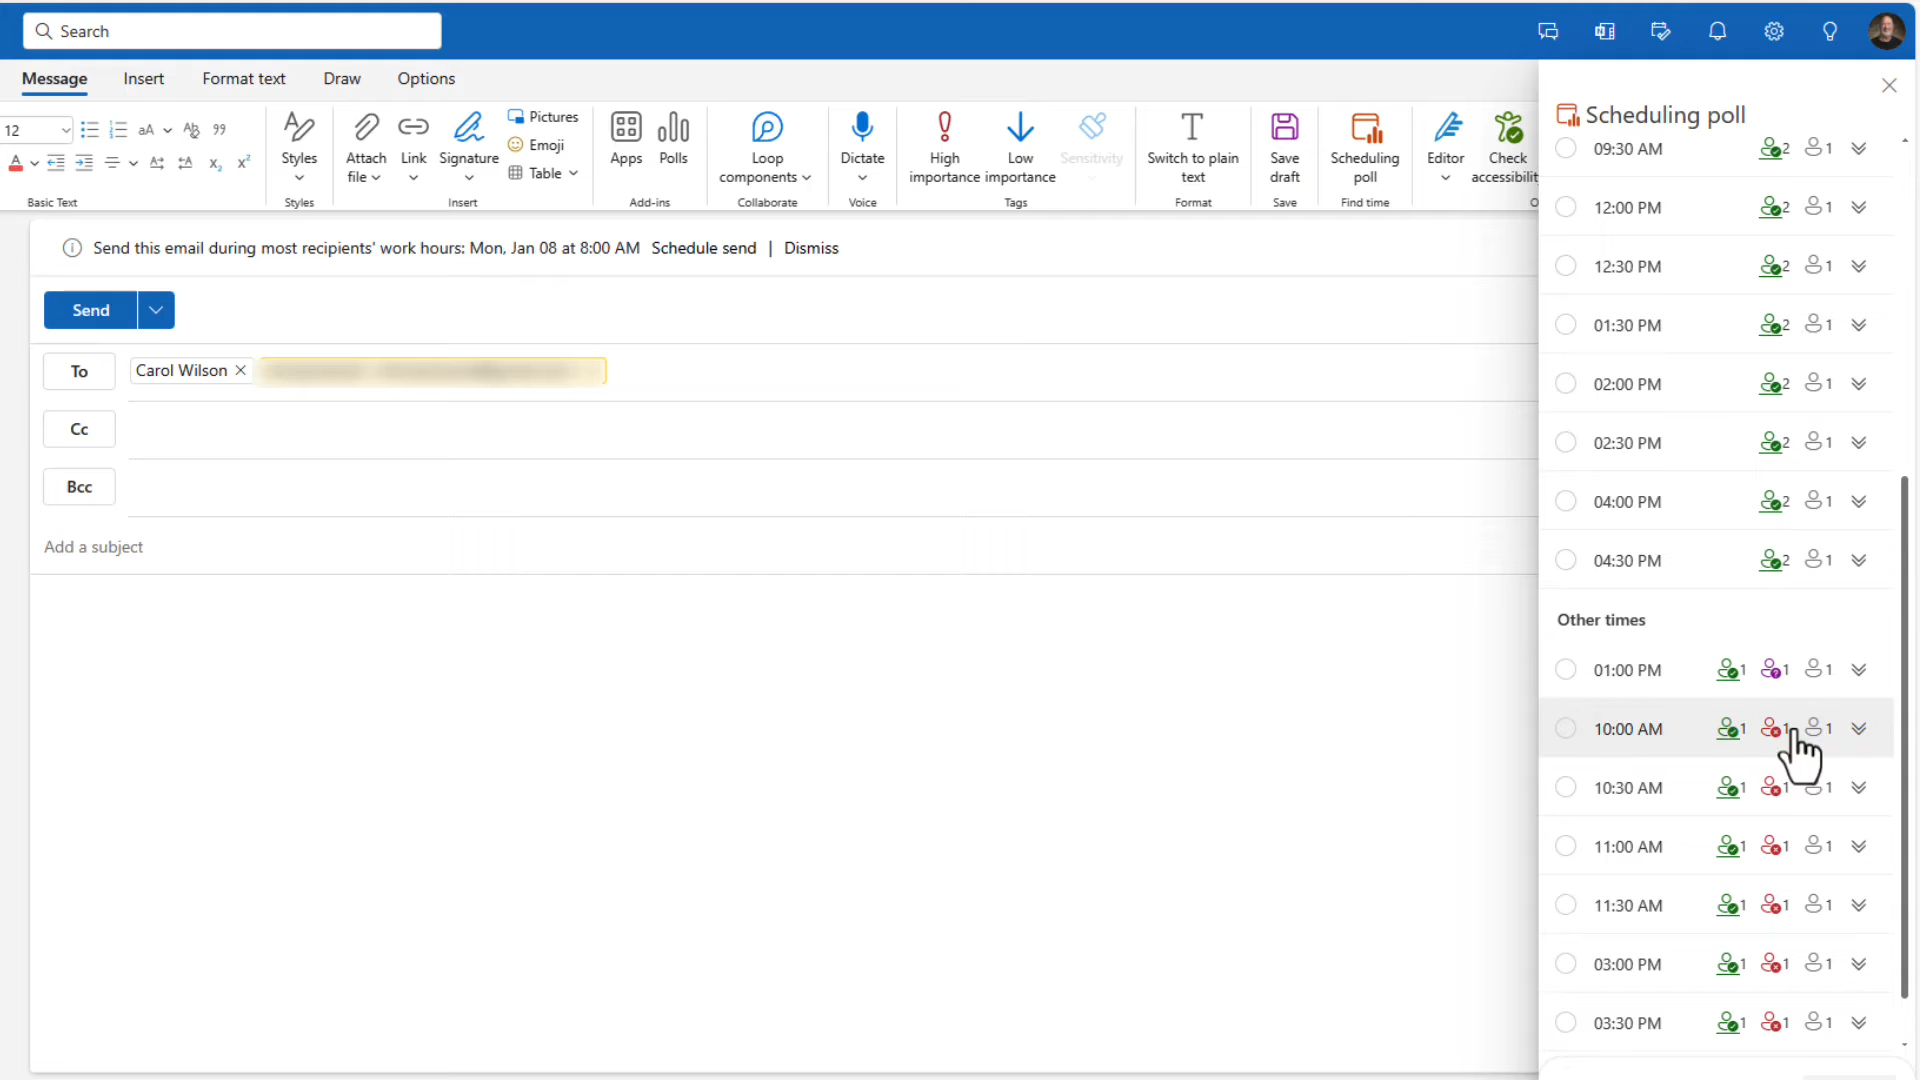 Search
Message Insert Format text Draw Options
12
Styles Attach file Link Signature Pictures Emoji Table Apps Polls Loop components Dictate High importance Low importance Sensitivity Switch to plain text Save draft Scheduling poll Editor Check
Basic Text Styles Insert Add-ins Collaborate Voice Tags Format Save Find time
Send this email during most recipients' work hours: Mon, Jan 08 at 8:00 AM Schedule send | Dismiss
Send
To Carol Wilson
Cc
Bcc
Add a subject
Scheduling poll
09:30 AM 2 1
12:00 PM 2 1
12:30 PM 2 1
01:30 PM 2 1
02:00 PM 2 1
02:30 PM 2 1
04:00 PM 2 1
04:30 PM 2 1
Other times
01:00 PM 1 1 1
10:00 AM 1 1 1
10:30 AM 1 1 1
11:00 AM 1 1 1
11:30 AM 1 1 1
03:00 PM 1 1 1
03:30 PM 1 1 1